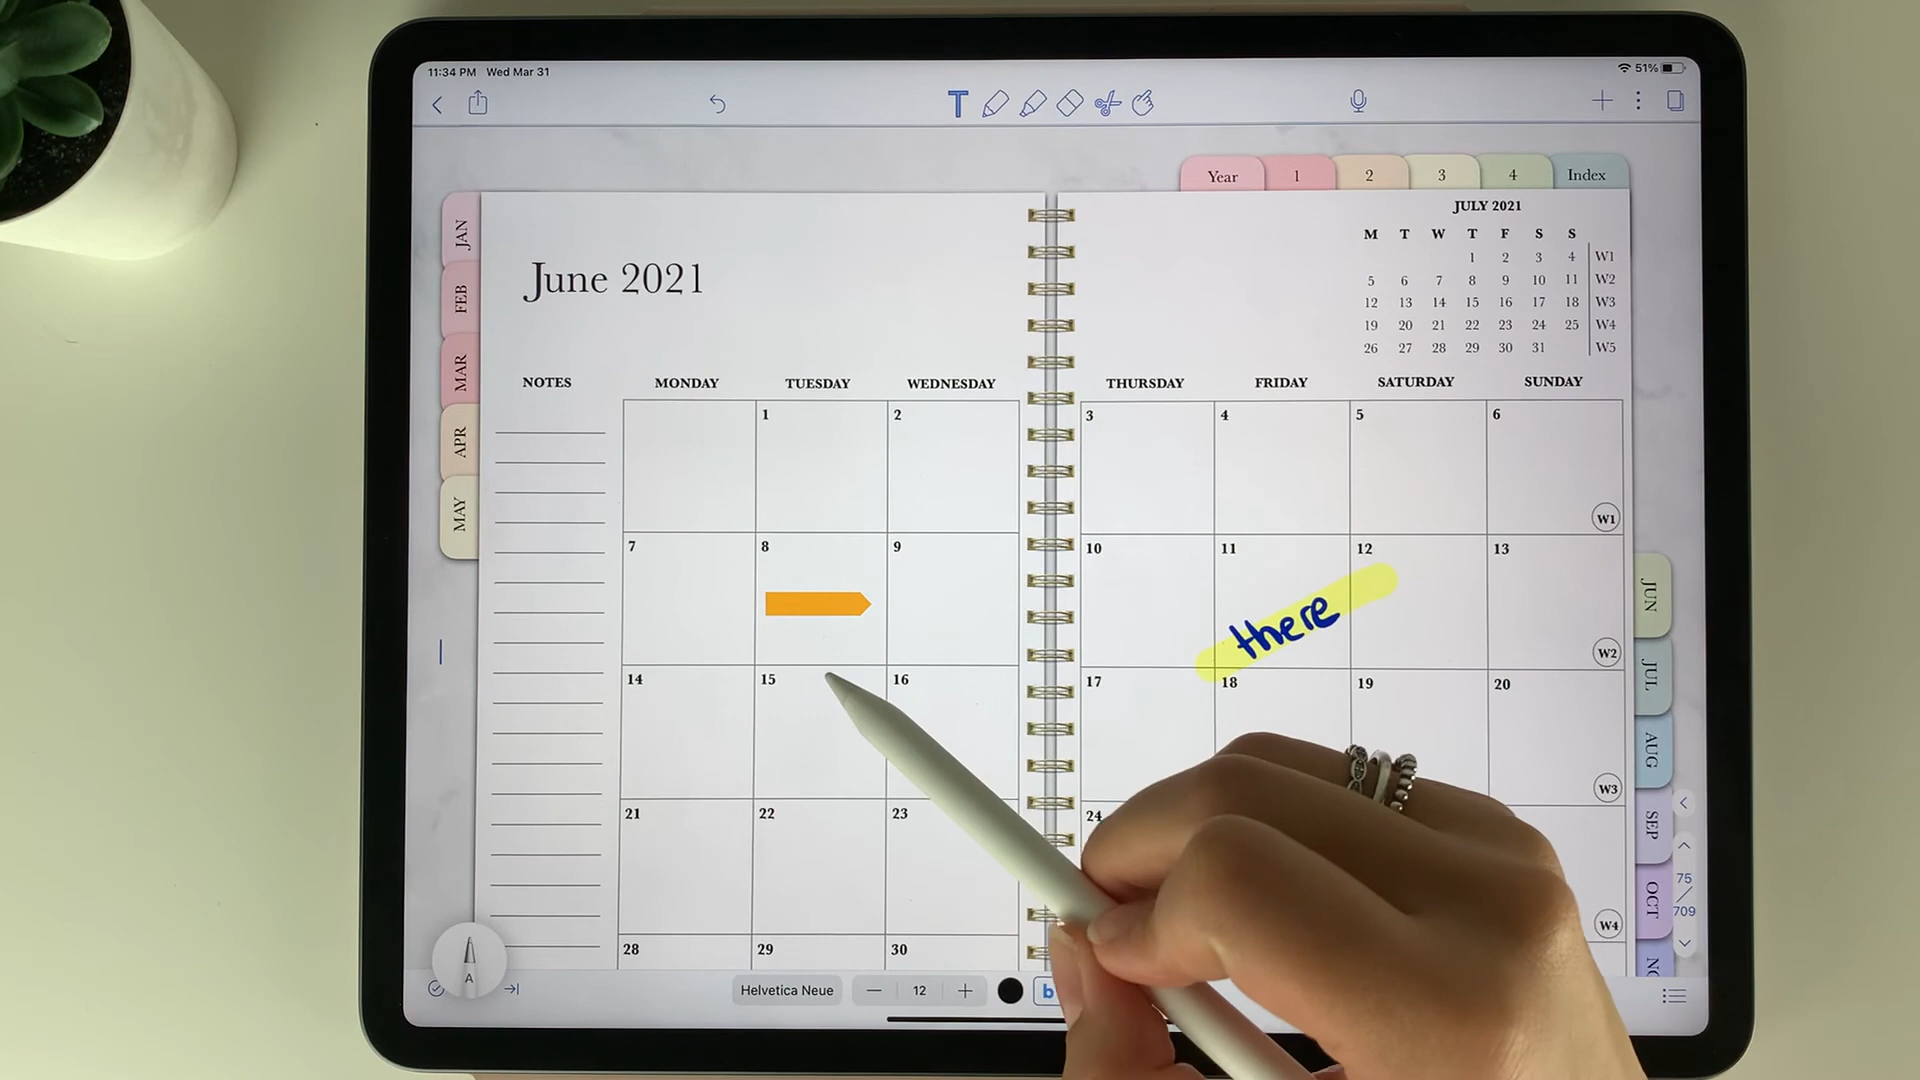 11:34 PM Wed Mar 31
51%
T
Year 1 2 3 4 Index
JAN
FEB
MAR
APR
MAY
June 2021
JULY 2021
M T W T F S S
1 2 3 4 W1
5 6 7 8 9 10 11 W2
12 13 14 15 16 17 18 W3
19 20 21 22 23 24 25 W4
26 27 28 29 30 31 W5
NOTES MONDAY TUESDAY WEDNESDAY THURSDAY FRIDAY SATURDAY SUNDAY
1 2 3 4 5 6
W1
7 8 9 10 11 12 13
there
W2
14 15 16 17 18 19 20
W3
21 22 23 24
W4
28 29 30
JUN
JUL
AUG
SEP
OCT
75
709
A
Helvetica Neue 12
b